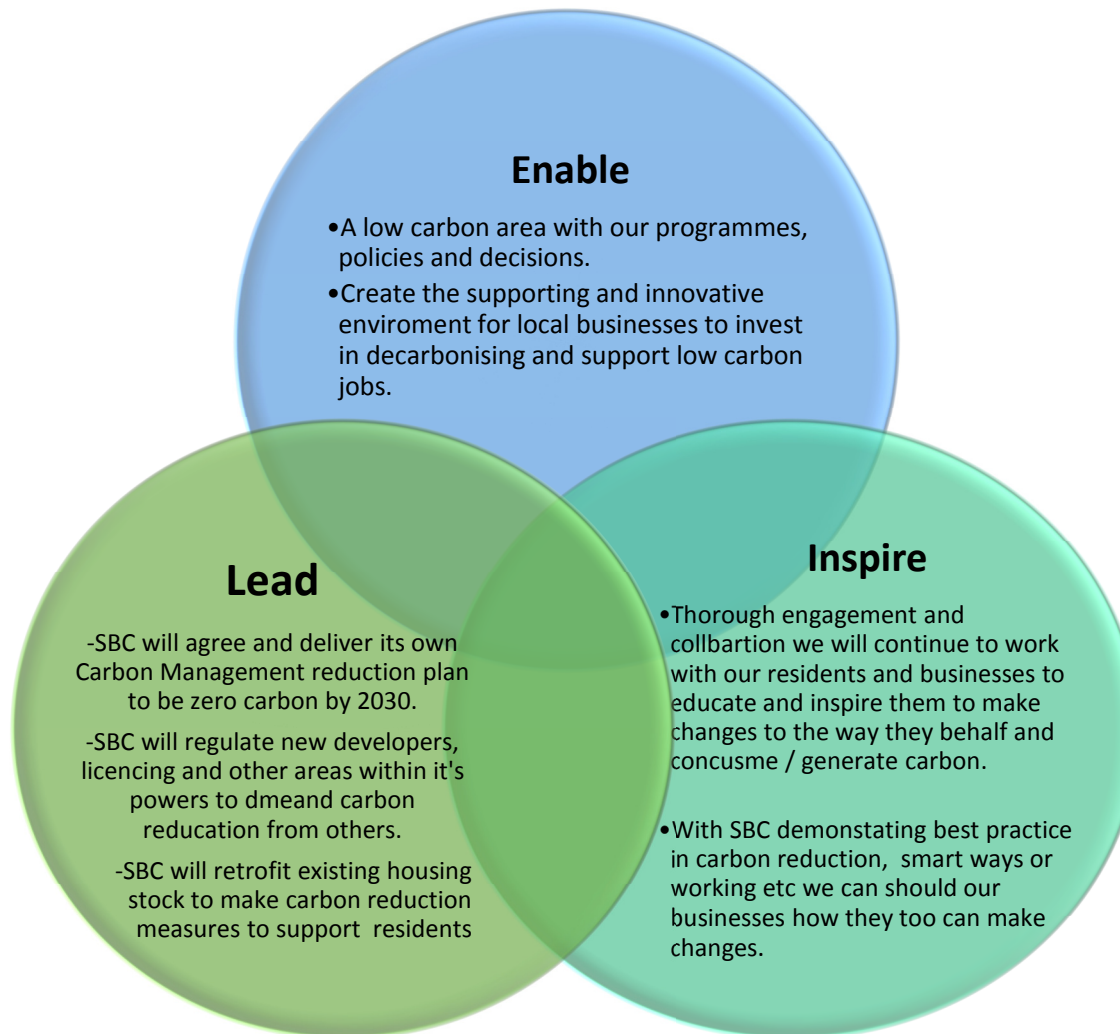 Enable
•A low carbon area with our programmes,
policies and decisions.
•Create the supporting and innovative
enviroment for local businesses to invest
in decarbonising and support low carbon
jobs.
Lead
-SBC will agree and deliver its own
Carbon Management reduction plan
to be zero carbon by 2030.
-SBC will regulate new developers,
licencing and other areas within it's
powers to dmeand carbon
reducation from others.
-SBC will retrofit existing housing
stock to make carbon reduction
measures to support  residents
Inspire
•Thorough engagement and
collbartion we will continue to work
with our residents and businesses to
educate and inspire them to make
changes to the way they behalf and
concusme / generate carbon.
•With SBC demonstating best practice
in carbon reduction,  smart ways or
working etc we can should our
businesses how they too can make
changes.